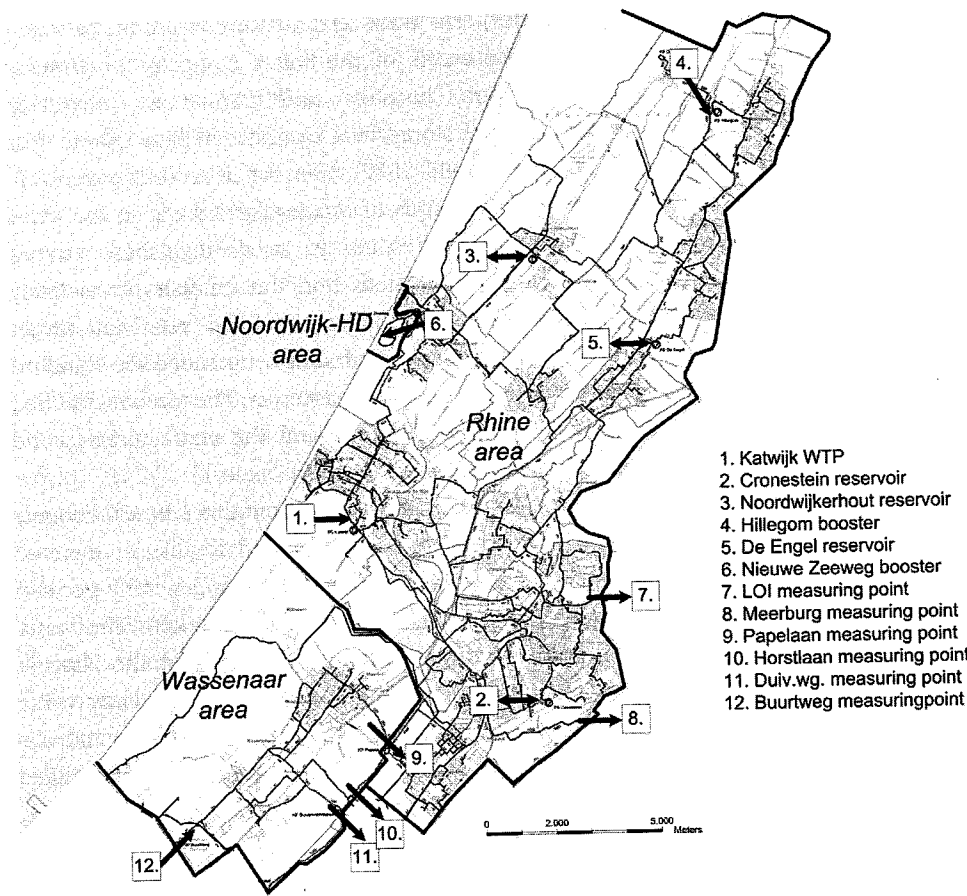 4.
3.
Noordwijk-HD
area
6.
5.
Rhine
area
1.
7.
Wassenaar
area
2.
8.
9.
10.
11.
12.
0 2.000 5.000
Meters
1. Katwijk WTP
2. Cronestein reservoir
3. Noordwijkerhout reservoir
4. Hillegom booster
5. De Engel reservoir
6. Nieuwe Zeeweg booster
7. LOI measuring point
8. Meerburg measuring point
9. Papelaan measuring point
10. Horstlaan measuring point
11. Duiv.wg. measuring point
12. Buurtweg measuringpoint